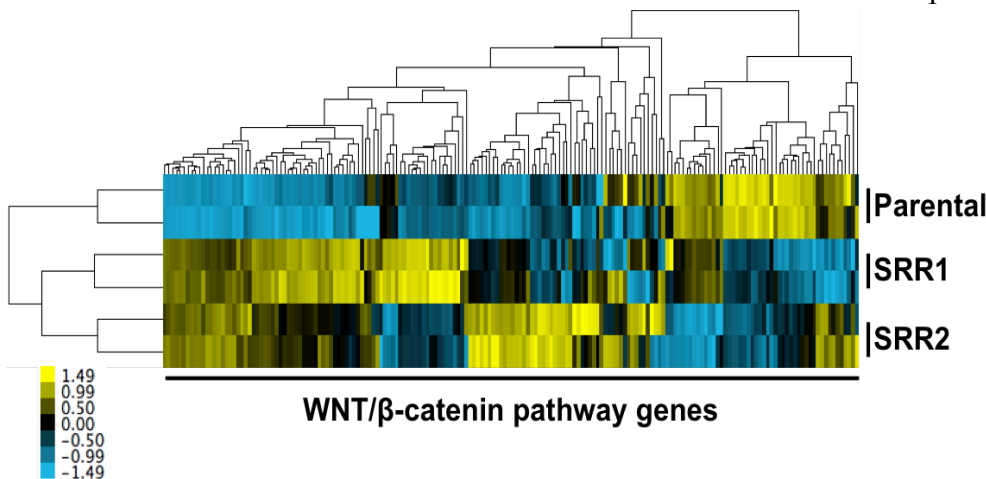 Parental
SRR1
SRR2
1.49
0.99
0.50
0.00
-0.50
-0.99
-1.49
WNT/β-catenin pathway genes